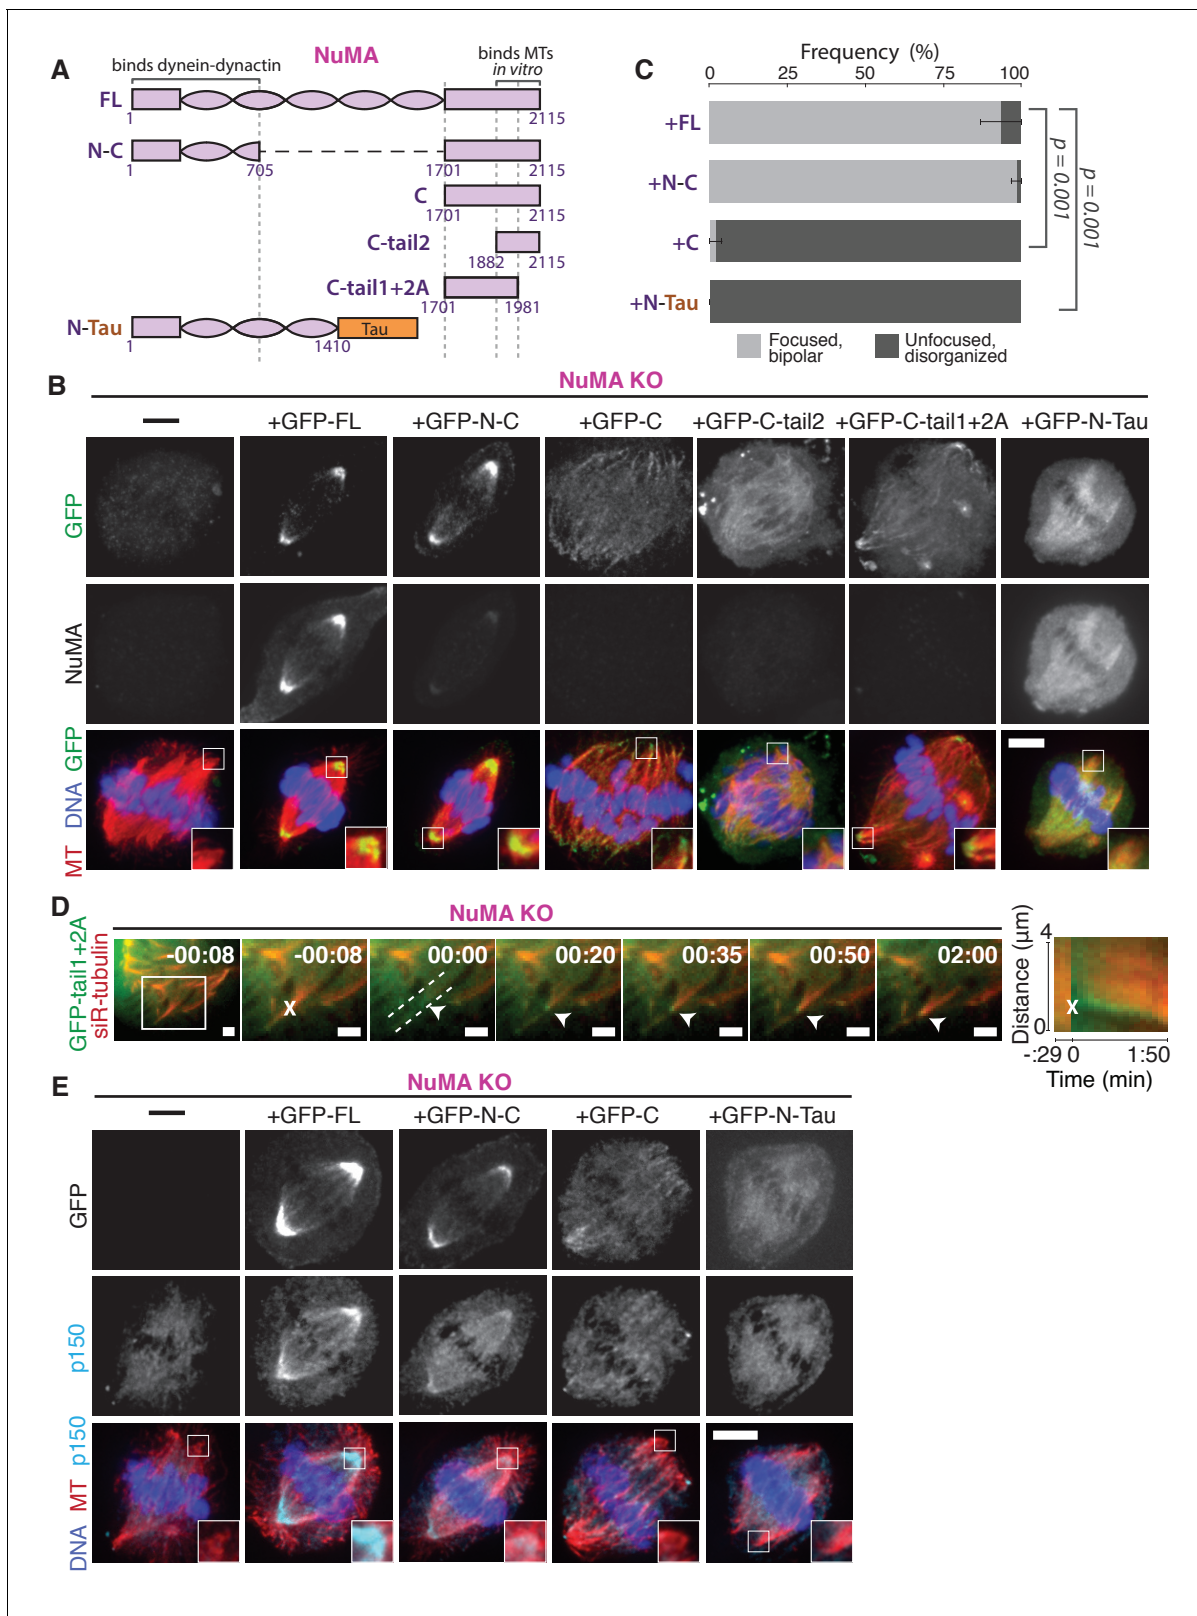 A
NuMA
binds dynein-dynactin
binds MTs
in vitro
FL
1
2115
N-C
1
705
1701
2115
C
1701
2115
C-tail2
1882
2115
C-tail1+2A
1701
1981
N-Tau
Tau
1
1410
C
Frequency (%)
0 25 50 75 100
+FL
+N-C
+C
+N-Tau
p = 0.001
p = 0.001
Focused,
bipolar
Unfocused,
disorganized
B
NuMA KO
+GFP-FL +GFP-N-C +GFP-C +GFP-C-tail2 +GFP-C-tail1+2A +GFP-N-Tau
GFP
NuMA
MT DNA GFP
D
NuMA KO
GFP-tail1+2A
siR-tubulin
-00:08 -00:08 00:00 00:20 00:35 00:50 02:00
X
Distance (µm)
4
0
X
-:29 0 1:50
Time (min)
E
NuMA KO
+GFP-FL +GFP-N-C +GFP-C +GFP-N-Tau
GFP
p150
DNA MT p150